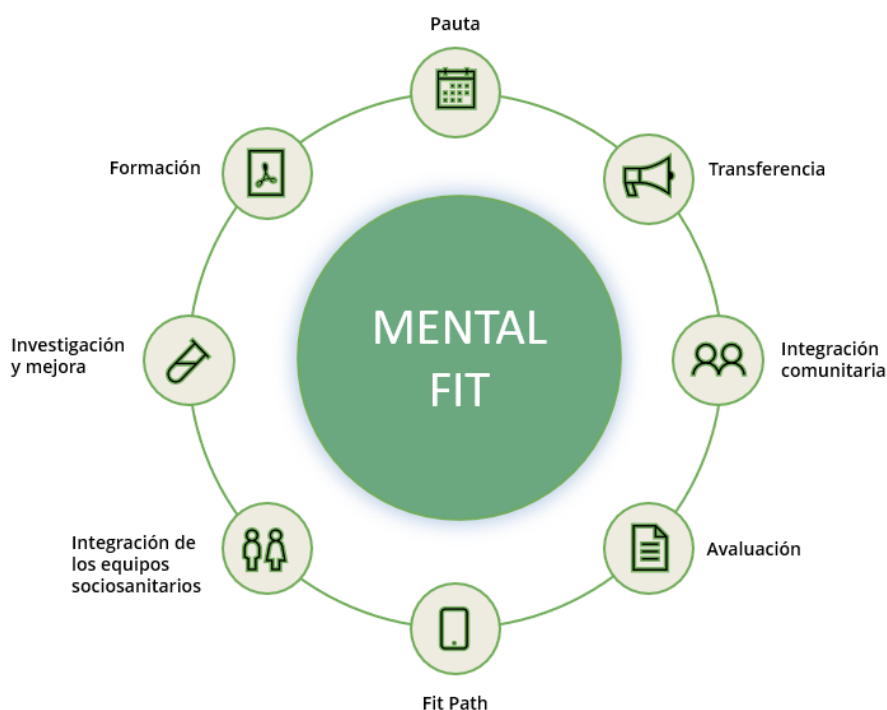 Pauta
Formación
Transferencia
MENTAL
FIT
Investigación
y mejora
Integración
comunitaria
Integración de
los equipos
sociosanitarios
Avaluación
Fit Path